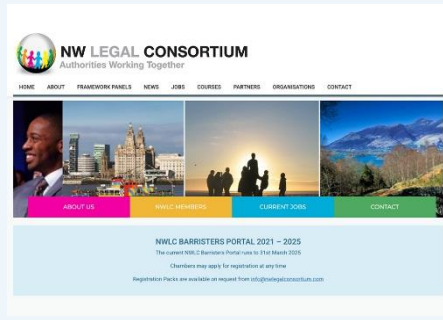 NW LEGAL CONSORTIUM
Authorities Working Together
HOME ABOUT FRAMEWORK PANELS NEWS JOBS COURSES PARTNERS ORGANISATIONS CONTACT
ABOUT US NWLC MEMBERS CURRENT JOBS CONTACT
NWLC BARRISTERS PORTAL 2021 – 2025
The current NWLC Barristers Portal runs to 31st March 2025
Chambers may apply for registration at any time
Registration Packs are available on request from info@nwlegalconsortium.com